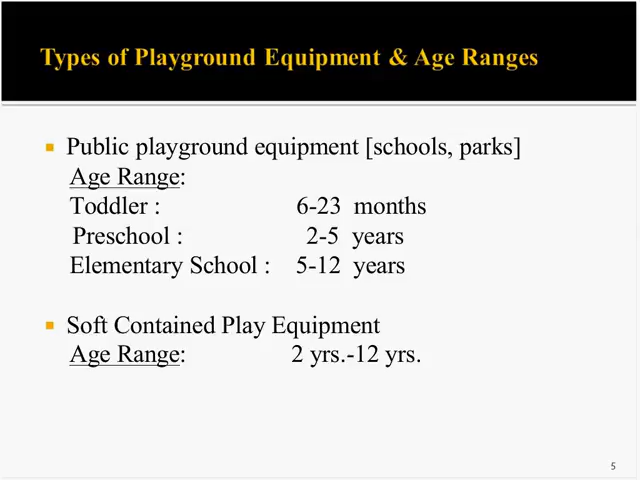 Types of Playground Equipment & Age Ranges
Public playground equipment [schools, parks]
Age Range:
Toddler : 6-23 months
Preschool : 2-5 years
Elementary School : 5-12 years
Soft Contained Play Equipment
Age Range: 2 yrs.-12 yrs.
5